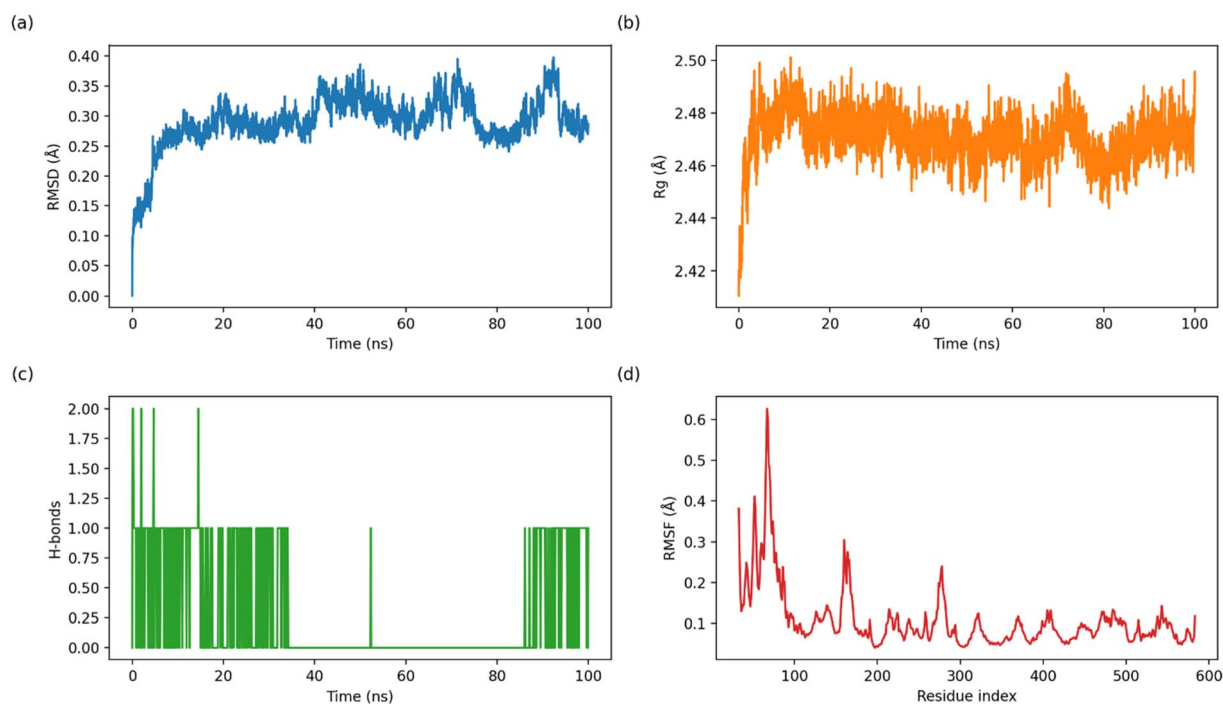 (a)
RMSD (Å)
0.40
0.35
0.30
0.25
0.20
0.15
0.10
0.05
0.00
0 20 40 60 80 100
Time (ns)
(b)
Rg (Å)
2.50
2.48
2.46
2.44
2.42
0 20 40 60 80 100
Time (ns)
(c)
H-bonds
2.00
1.75
1.50
1.25
1.00
0.75
0.50
0.25
0.00
0 20 40 60 80 100
Time (ns)
(d)
RMSF (Å)
0.6
0.5
0.4
0.3
0.2
0.1
100 200 300 400 500 600
Residue index